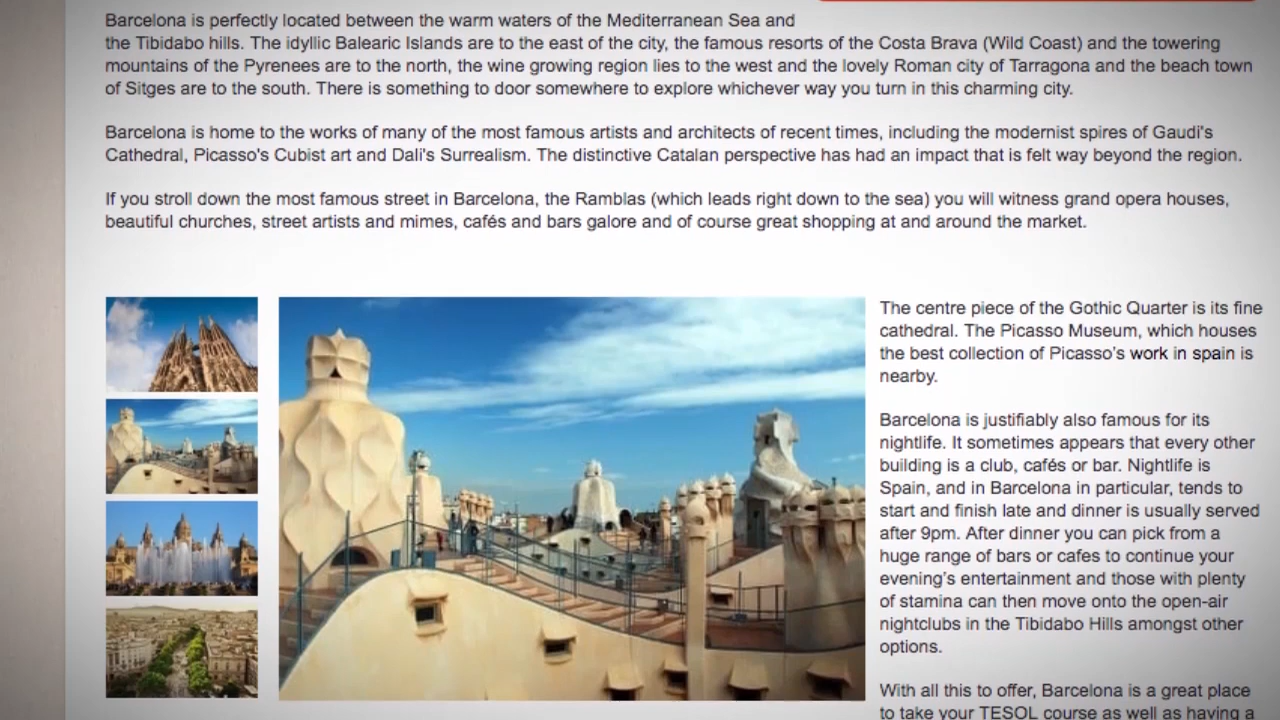 Barcelona is perfectly located between the warm waters of the Mediterranean Sea and
the Tibidabo hills. The idyllic Balearic Islands are to the east of the city, the famous resorts of the Costa Brava (Wild Coast) and the towering
mountains of the Pyrenees are to the north, the wine growing region lies to the west and the lovely Roman city of Tarragona and the beach town
of Sitges are to the south. There is something to door somewhere to explore whichever way you turn in this charming city.
Barcelona is home to the works of many of the most famous artists and architects of recent times, including the modernist spires of Gaudi's
Cathedral, Picasso's Cubist art and Dali's Surrealism. The distinctive Catalan perspective has had an impact that is felt way beyond the region.
If you stroll down the most famous street in Barcelona, the Ramblas (which leads right down to the sea) you will witness grand opera houses,
beautiful churches, street artists and mimes, cafés and bars galore and of course great shopping at and around the market.
The centre piece of the Gothic Quarter is its fine
cathedral. The Picasso Museum, which houses
the best collection of Picasso's work in spain is
nearby.
Barcelona is justifiably also famous for its
nightlife. It sometimes appears that every other
building is a club, cafés or bar. Nightlife is
Spain, and in Barcelona in particular, tends to
start and finish late and dinner is usually served
after 9pm. After dinner you can pick from a
huge range of bars or cafes to continue your
evening's entertainment and those with plenty
of stamina can then move onto the open-air
nightclubs in the Tibidabo Hills amongst other
options.
With all this to offer, Barcelona is a great place
to take your TESOL course as well as having a